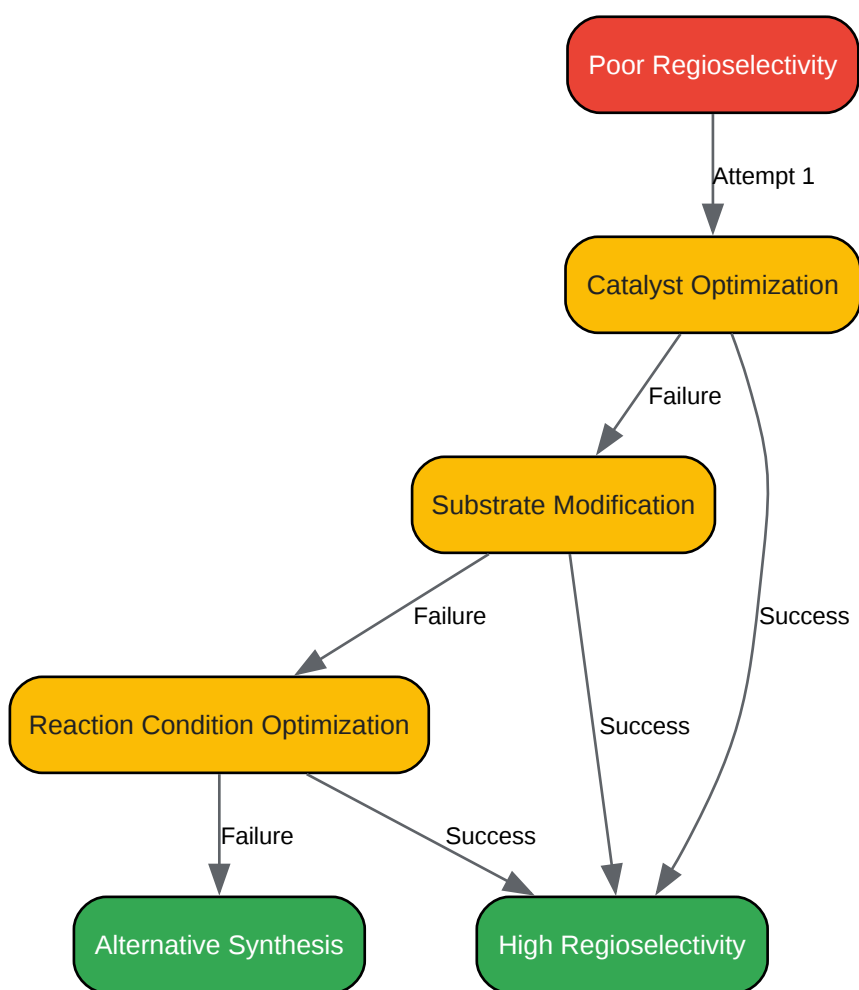 Poor Regioselectivity
Attempt 1
Catalyst Optimization
Failure
Substrate Modification
Failure
Success
Reaction Condition Optimization
Success
Failure
Success
Alternative Synthesis
High Regioselectivity